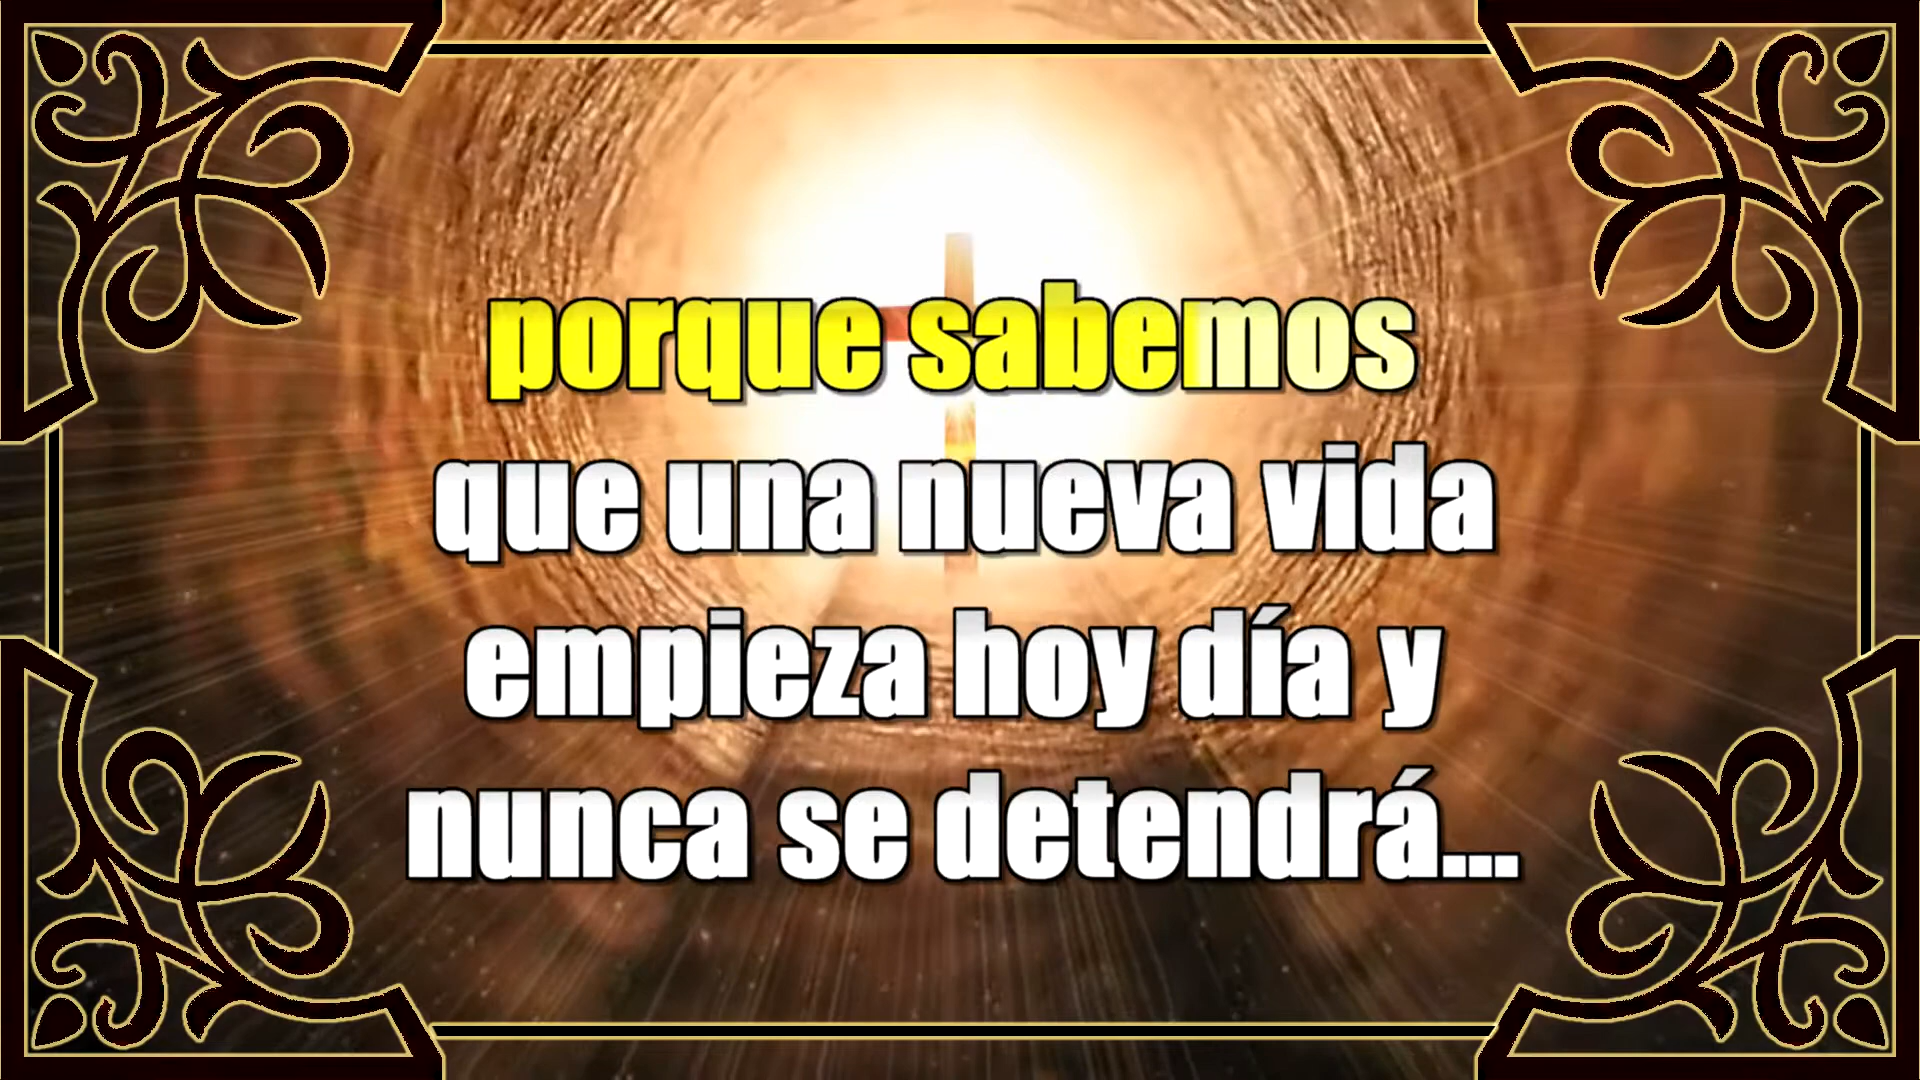 porque sabemos
que una nueva vida
empieza hoy día y
nunca se detendrá...